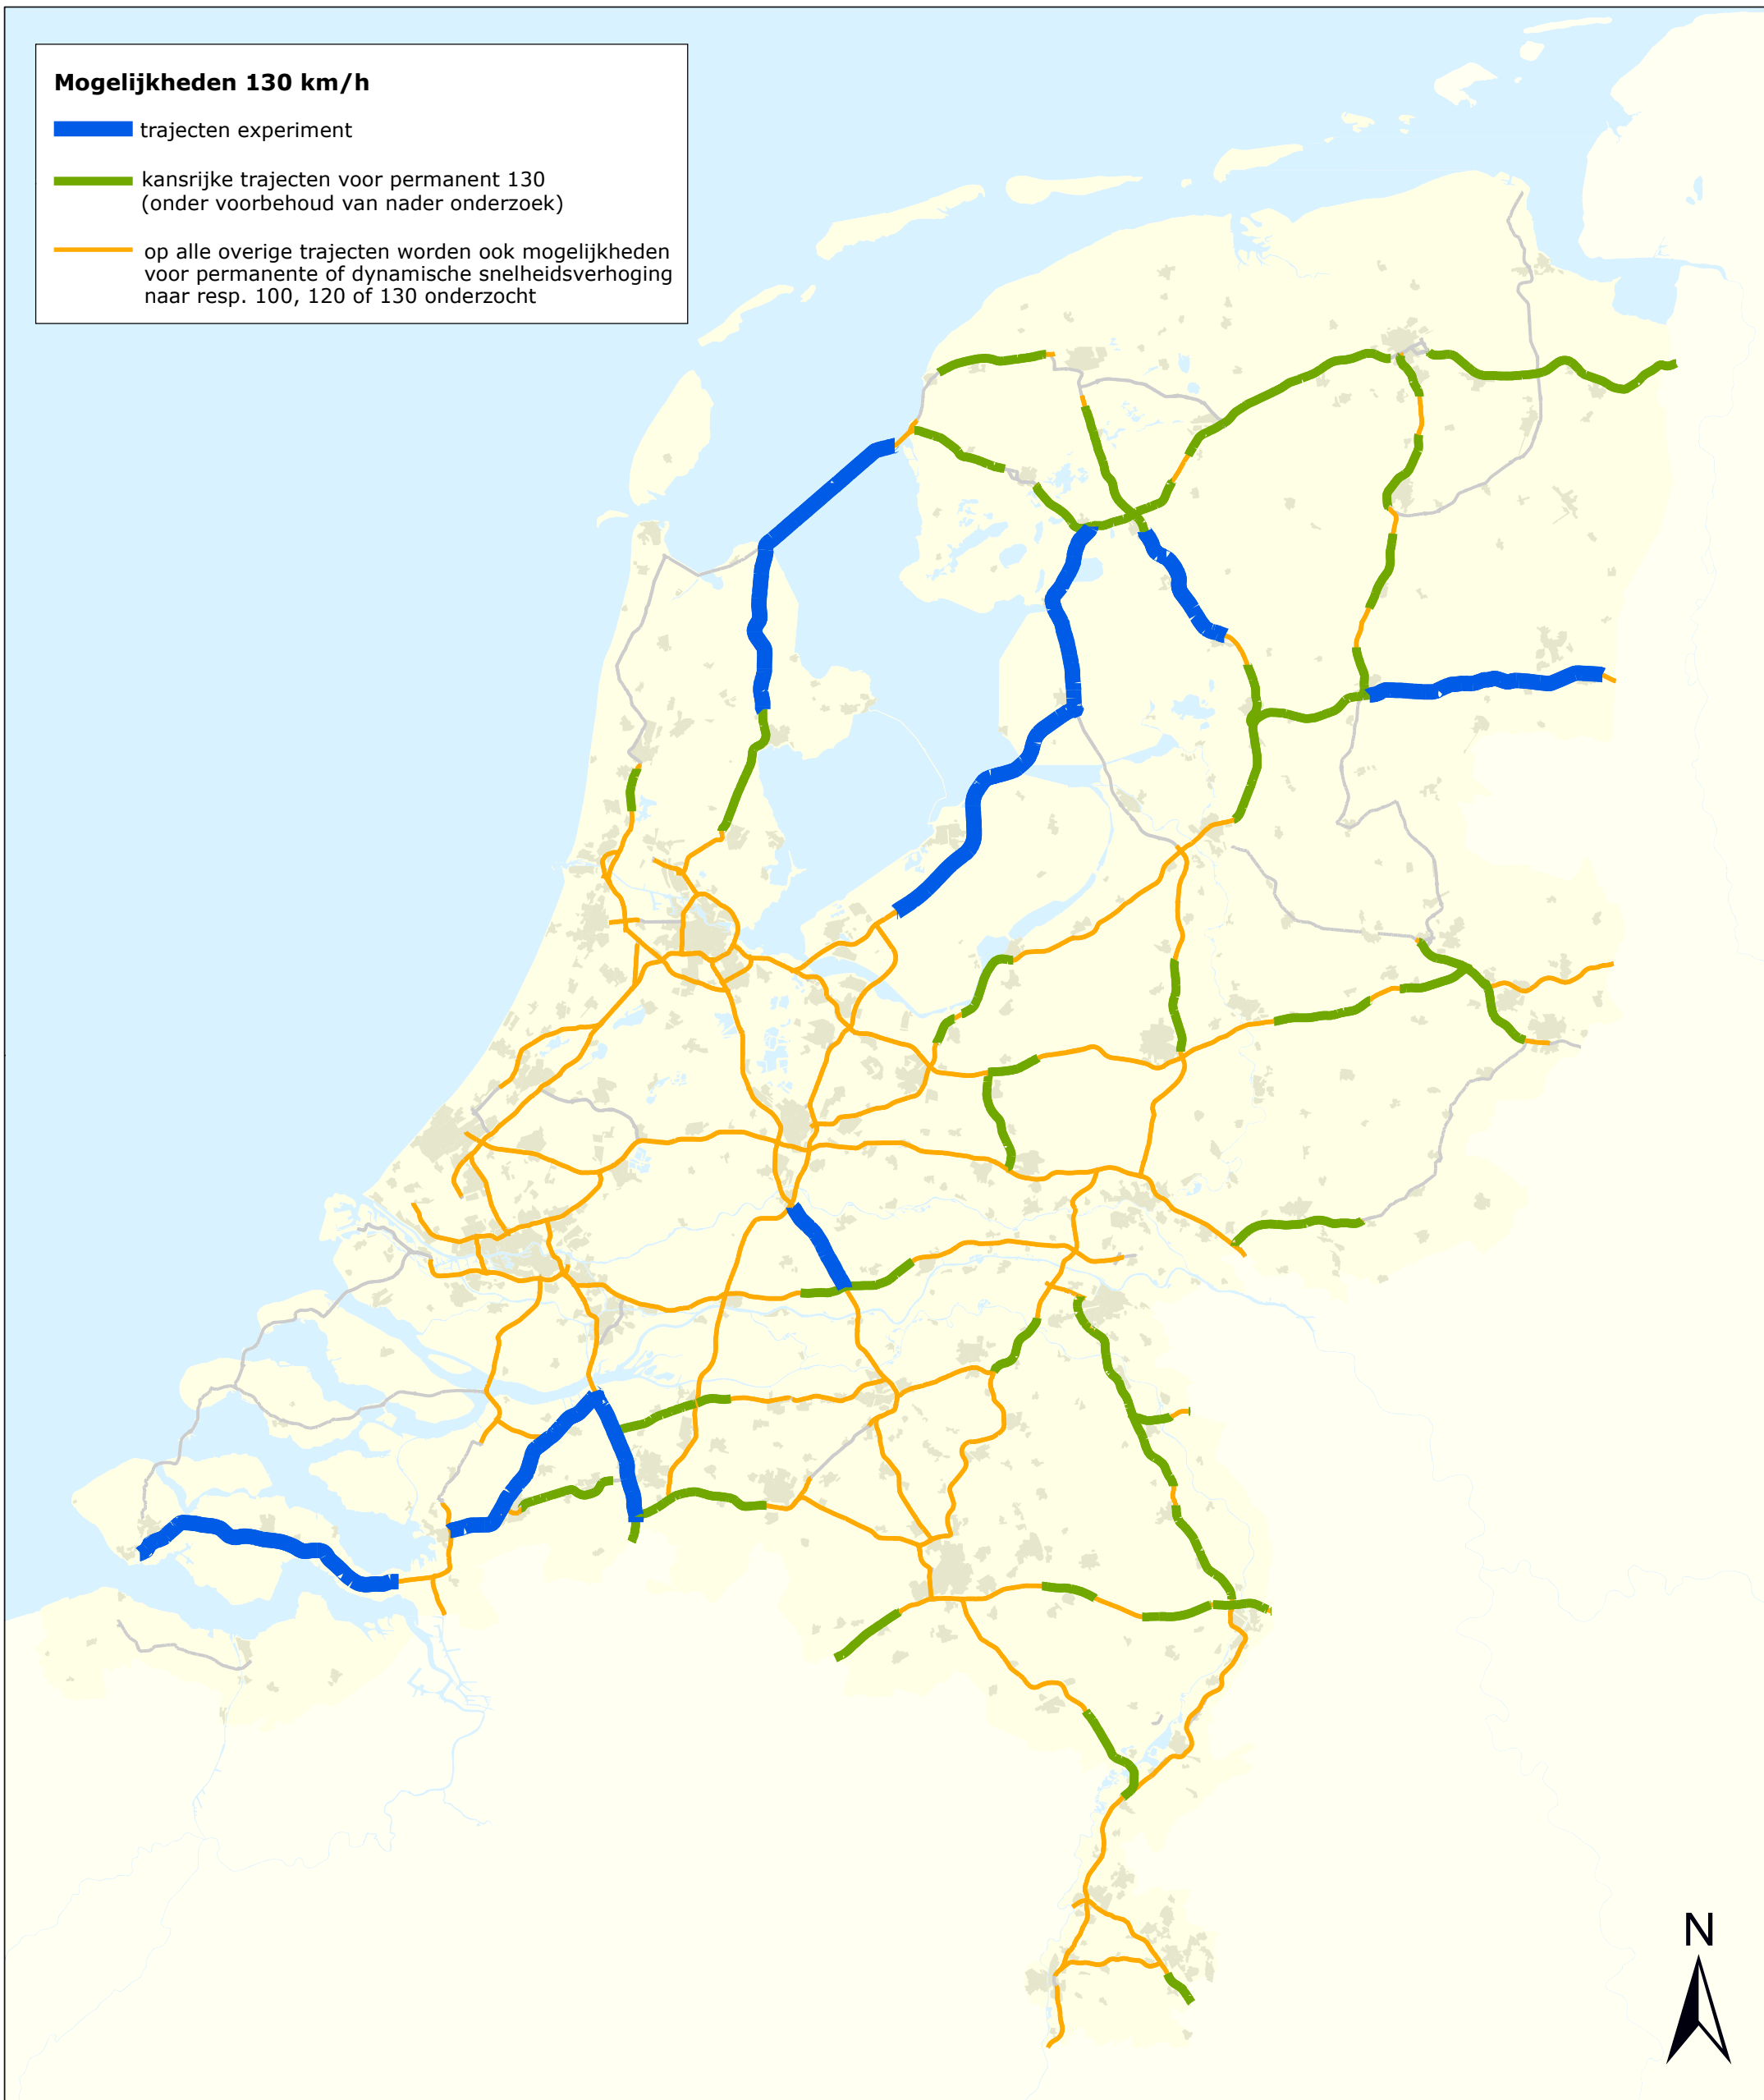 Mogelijkheden 130 km/h
trajecten experiment
kansrijke trajecten voor permanent 130
(onder voorbehoud van nader onderzoek)
op alle overige trajecten worden ook mogelijkheden
voor permanente of dynamische snelheidsverhoging
naar resp. 100, 120 of 130 onderzocht
N